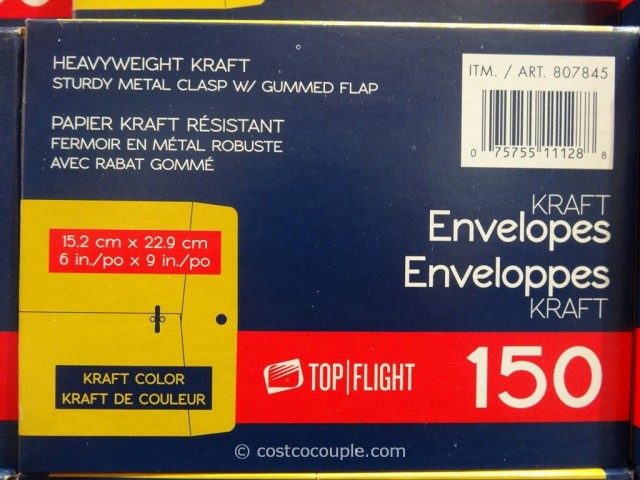 HEAVYWEIGHT KRAFT
STURDY METAL CLASP W/ GUMMED FLAP
PAPIER KRAFT RÉSISTANT
FERMOIR EN MÉTAL ROBUSTE
AVEC RABAT GOMMÉ
ITM. / ART. 807845
0 75755 11128 8
KRAFT
Envelopes
Enveloppes
KRAFT
15.2 cm x 22.9 cm
6 in./po x 9 in./po
KRAFT COLOR
KRAFT DE COULEUR
TOP|FLIGHT
150
© costcocouple.com